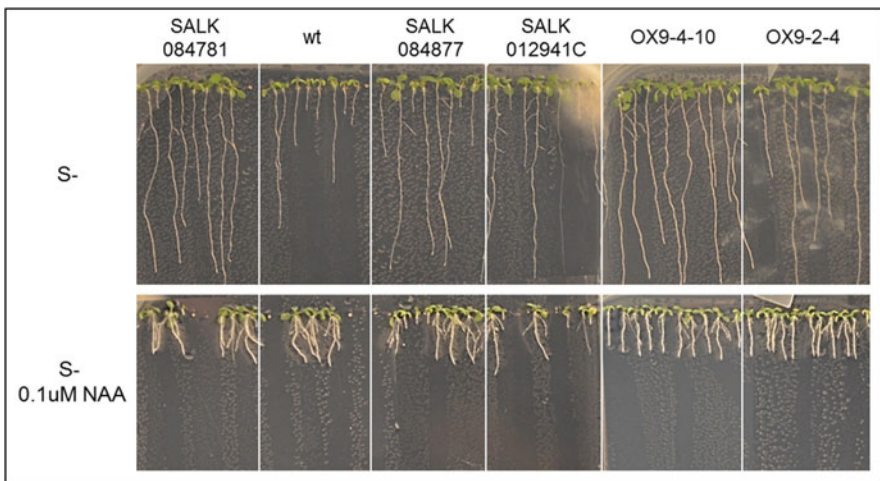 SALK
084781
wt
SALK
084877
SALK
012941C
OX9-4-10
OX9-2-4
S-
S-
0.1uM NAA